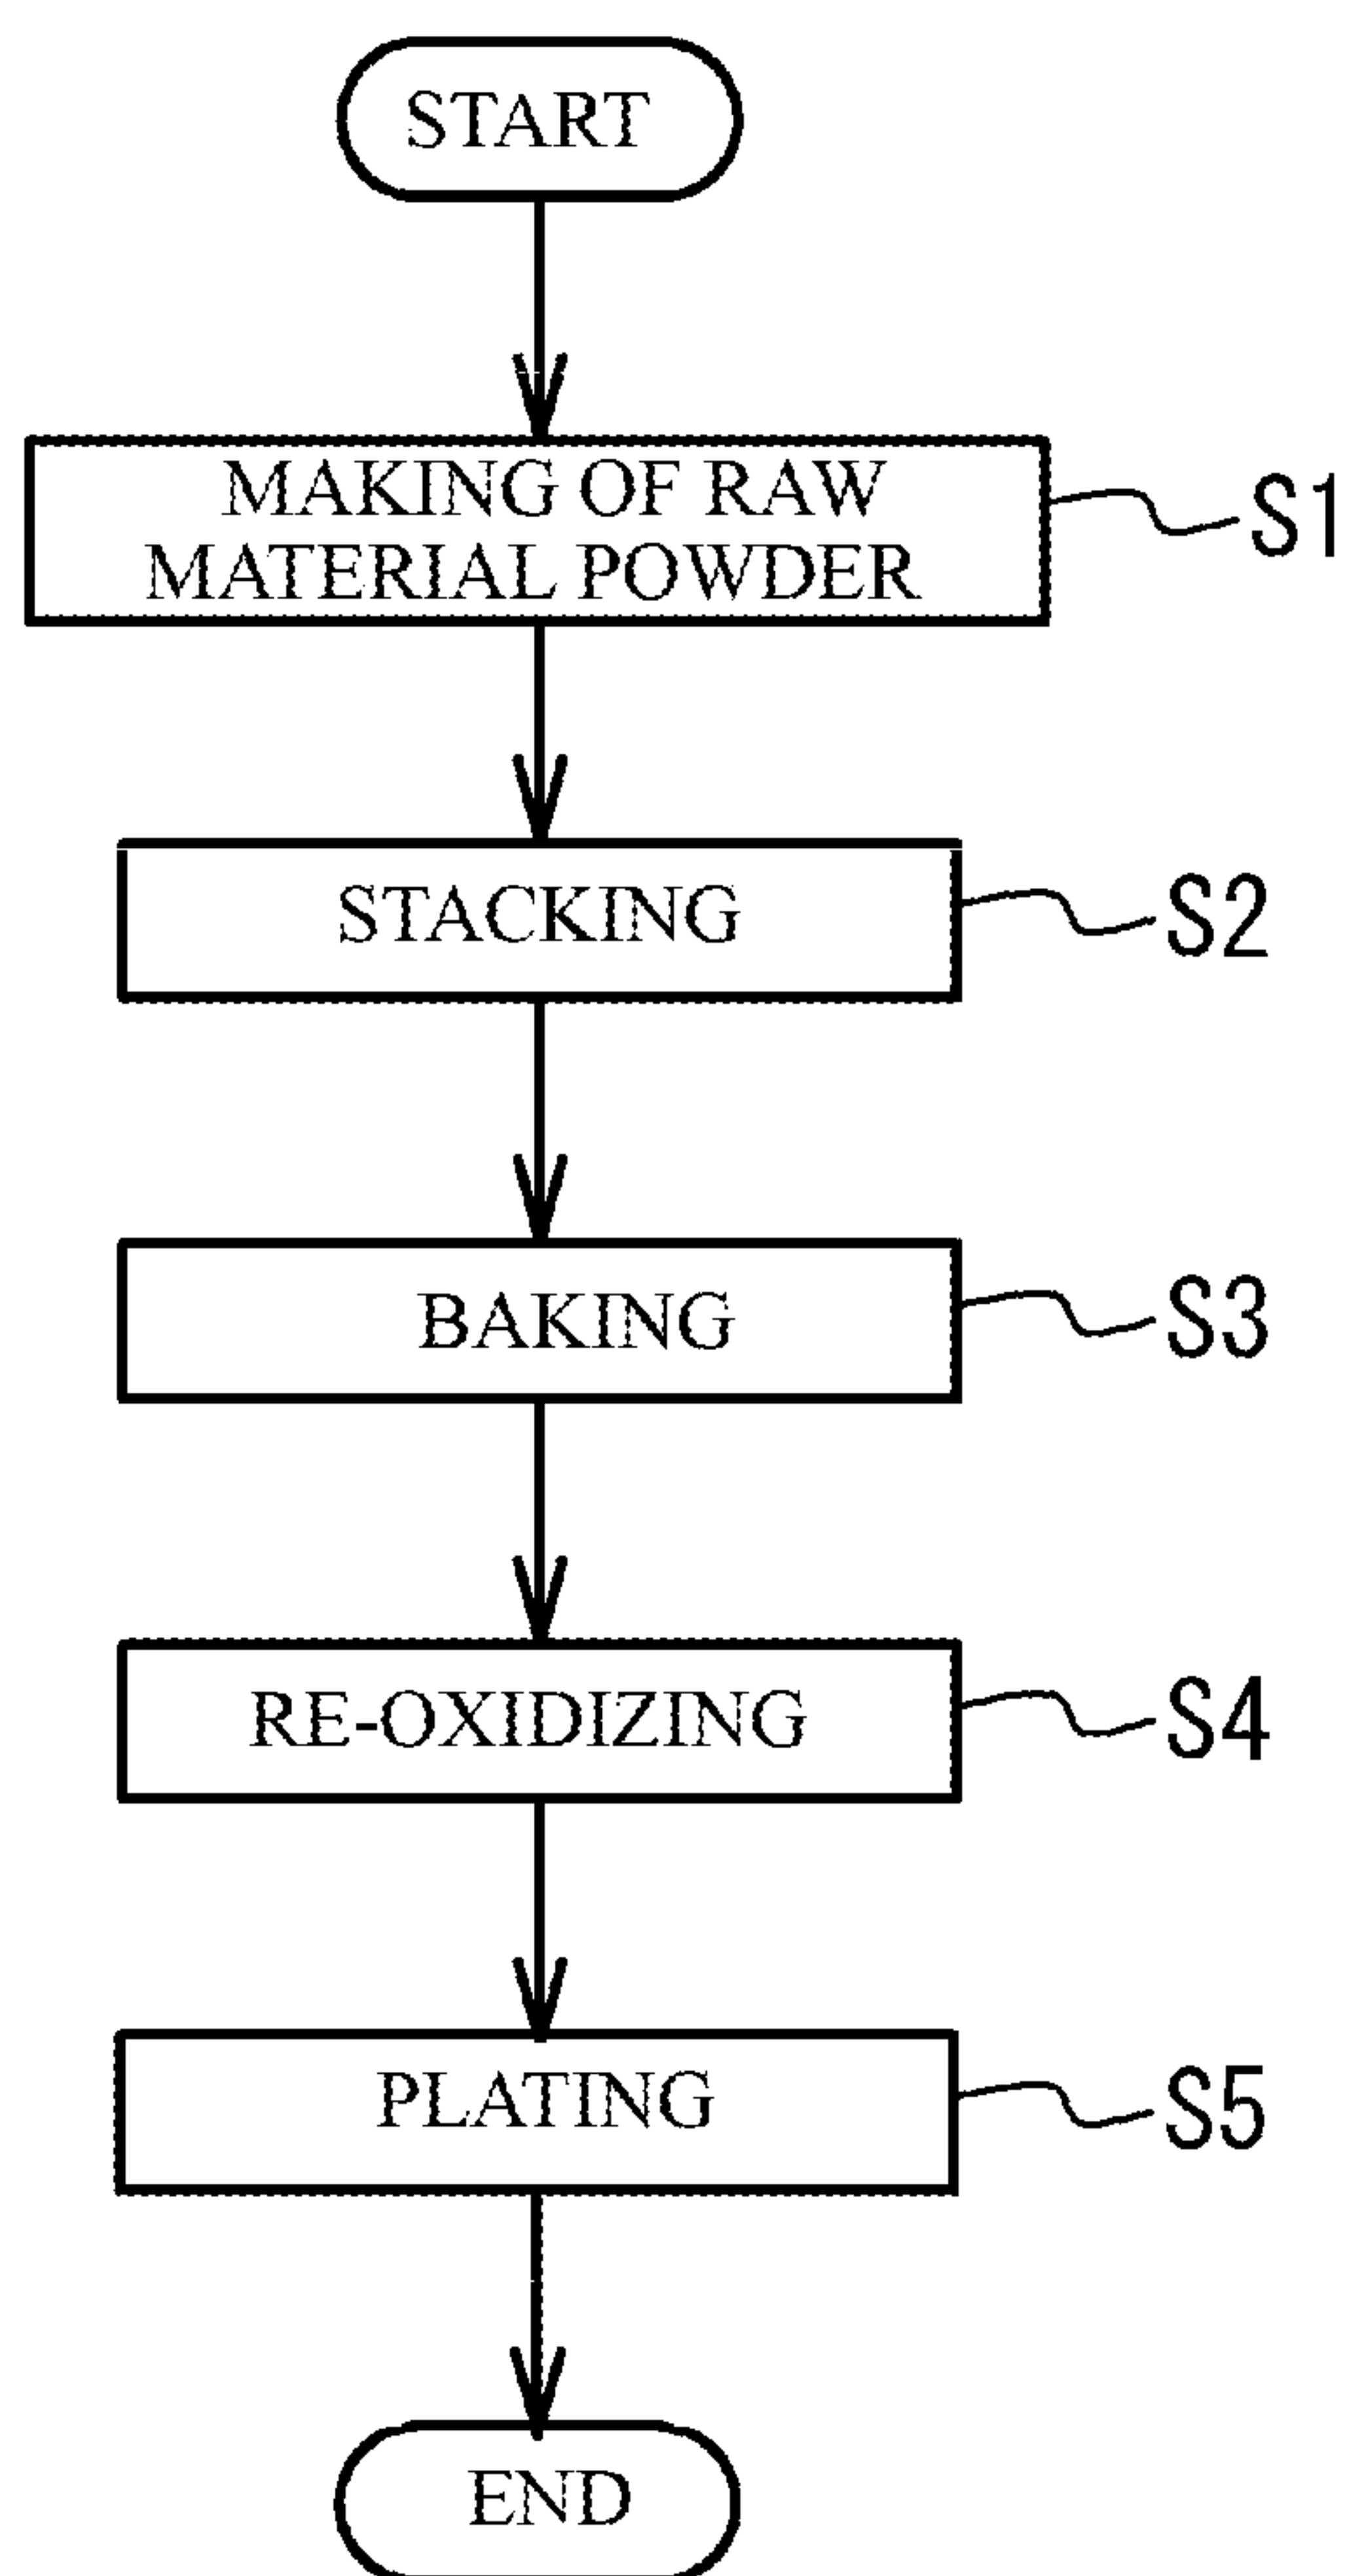 START
MAKING OF RAW
MATERIAL POWDER
S1
STACKING
S2
BAKING
S3
RE-OXIDIZING
S4
PLATING
S5
END